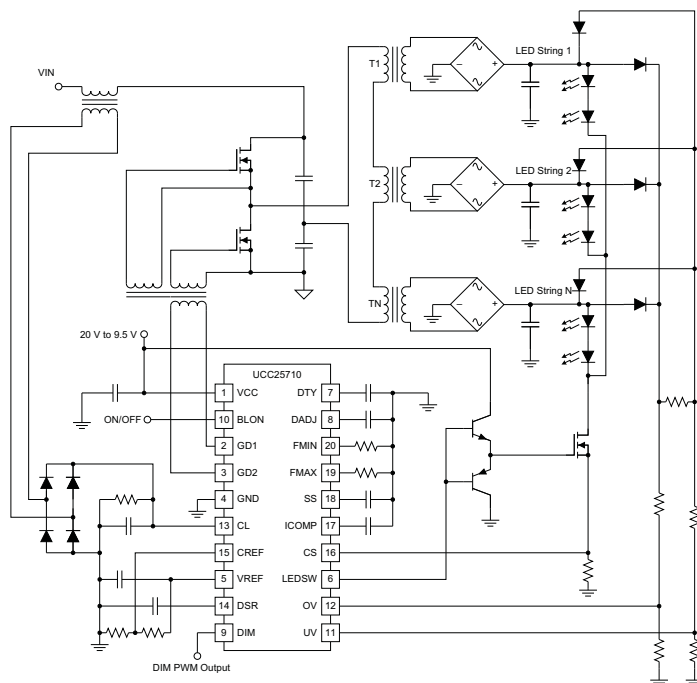 LED String 1
T1
VIN
T2
LED String 2
TN
LED String N
20 V to 9.5 V
UCC25710
1 VCC DTY 7
ON/OFF 10 BLON DADJ 8
2 GD1 FMIN 20
3 GD2 FMAX 19
4 GND SS 18
13 CL ICOMP 17
15 CREF CS 16
5 VREF LEDSW 6
14 DSR OV 12
9 DIM UV 11
DIM PWM Output